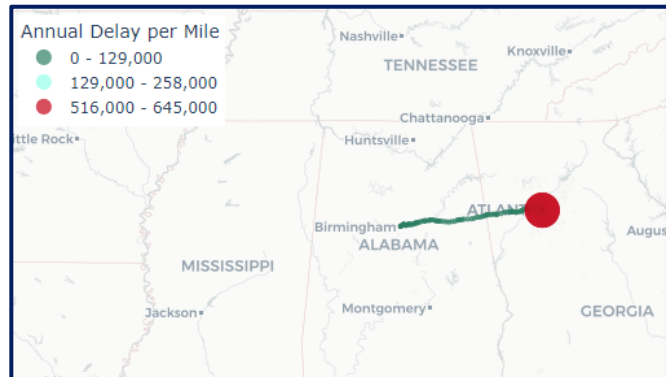 Annual Delay per Mile
0 - 129,000
129,000 - 258,000
516,000 - 645,000
Nashville
Knoxville
TENNESSEE
Chattanooga
Huntsville
ttle Rock
ATLANT
Birmingham
ALABAMA
Augus
MISSISSIPPI
Jackson
Montgomery
GEORGIA